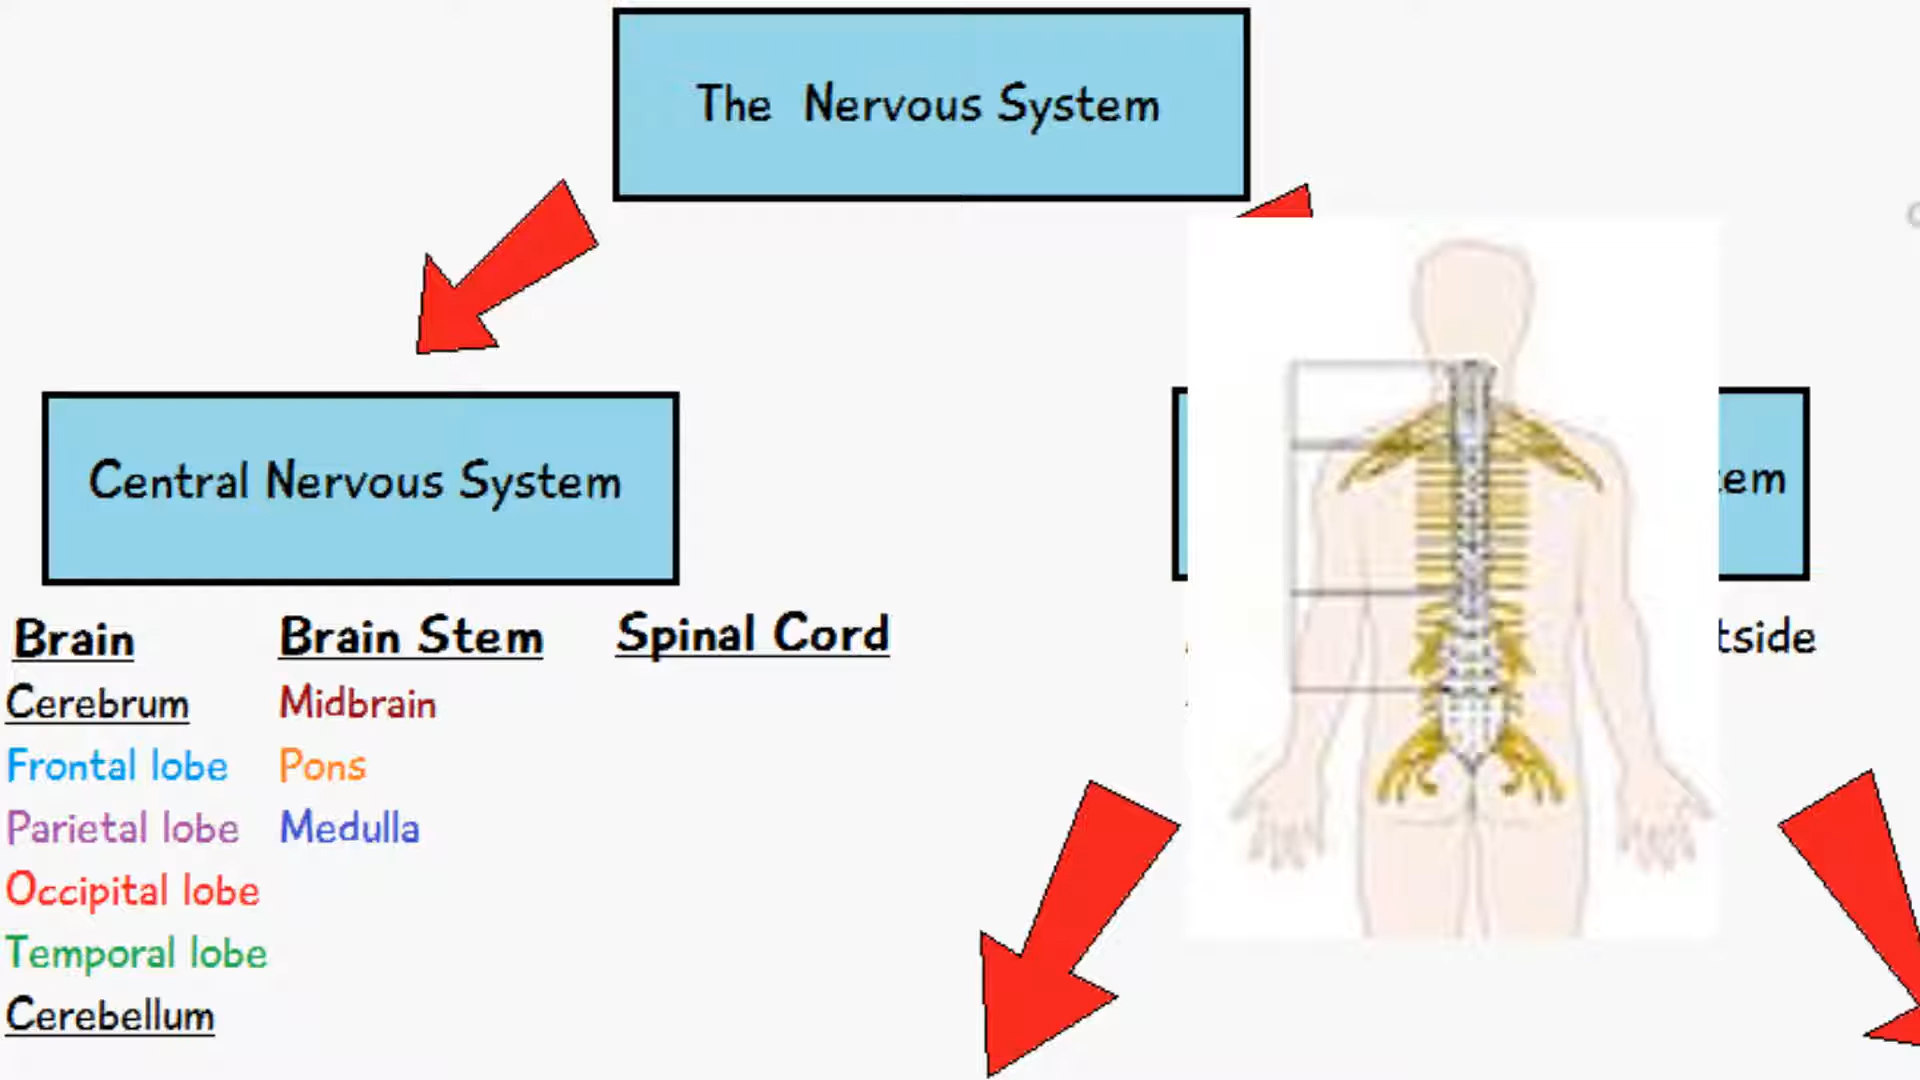 The Nervous System
Central Nervous System
Brain
Brain Stem
Spinal Cord
Cerebrum
Midbrain
Frontal lobe
Pons
Parietal lobe
Medulla
Occipital lobe
Temporal lobe
Cerebellum